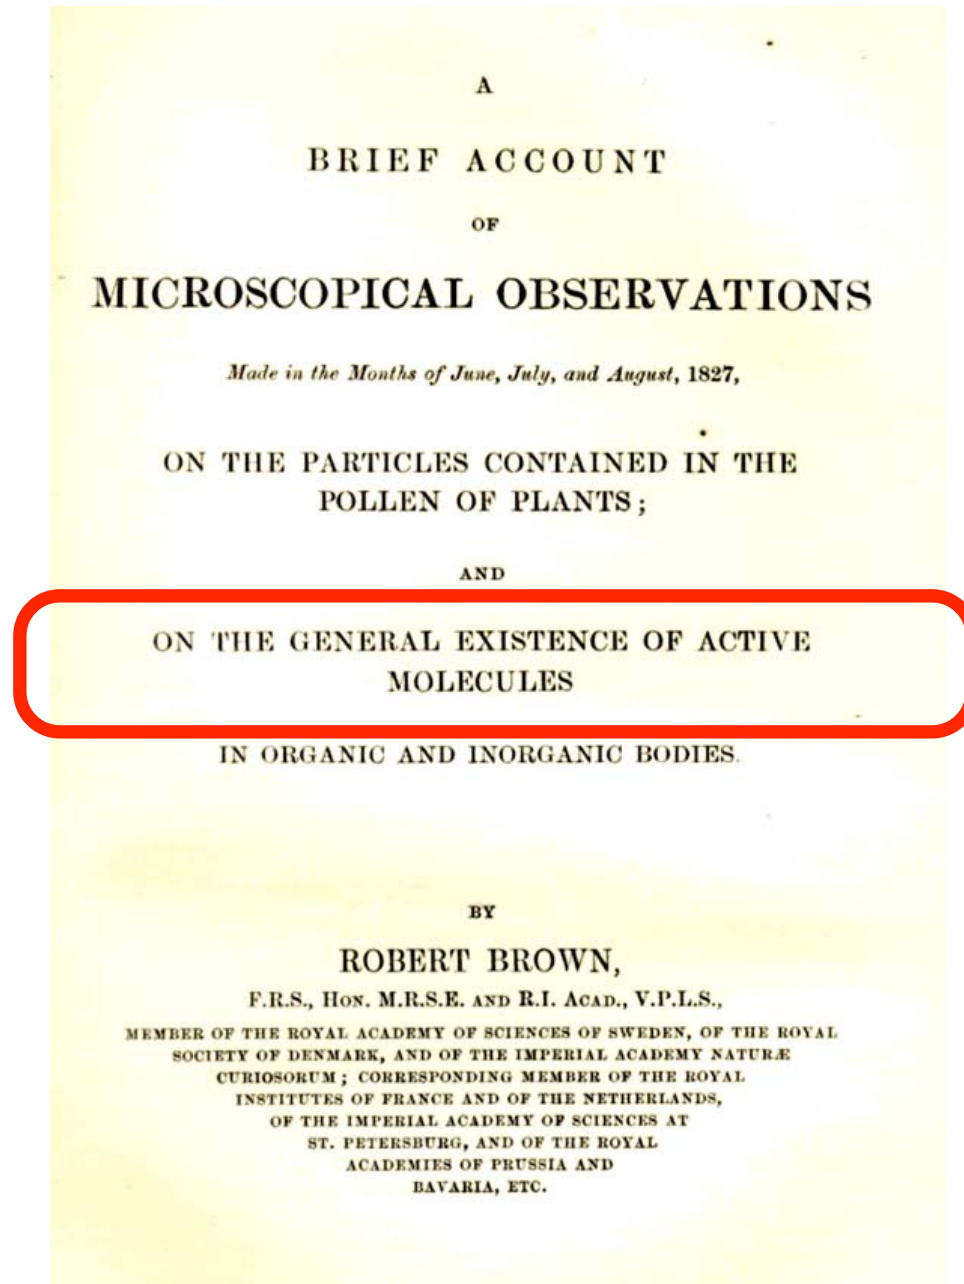 A
BRIEF ACCOUNT
OF
MICROSCOPICAL OBSERVATIONS
Made in the Months of June, July, and August, 1827,
ON THE PARTICLES CONTAINED IN THE
POLLEN OF PLANTS;
AND
ON THE GENERAL EXISTENCE OF ACTIVE
MOLECULES
IN ORGANIC AND INORGANIC BODIES.
BY
ROBERT BROWN,
F.R.S., HON. M.R.S.E. AND R.I. ACAD., V.P.L.S.,
MEMBER OF THE ROYAL ACADEMY OF SCIENCES OF SWEDEN, OF THE ROYAL
SOCIETY OF DENMARK, AND OF THE IMPERIAL ACADEMY NATURÆ
CURIOSORUM; CORRESPONDING MEMBER OF THE ROYAL
INSTITUTES OF FRANCE AND OF THE NETHERLANDS,
OF THE IMPERIAL ACADEMY OF SCIENCES AT
ST. PETERSBURG, AND OF THE ROYAL
ACADEMIES OF PRUSSIA AND
BAVARIA, ETC.